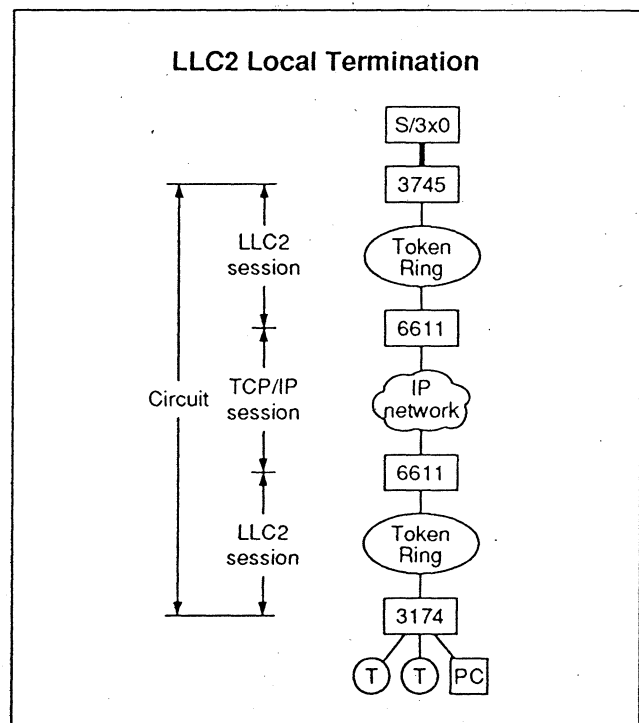 LLC2 Local Termination
S/3x0
3745
LLC2
session
Token
Ring
6611
Circuit
TCP/IP
session
IP
network
6611
LLC2
session
Token
Ring
3174
T
T
PC